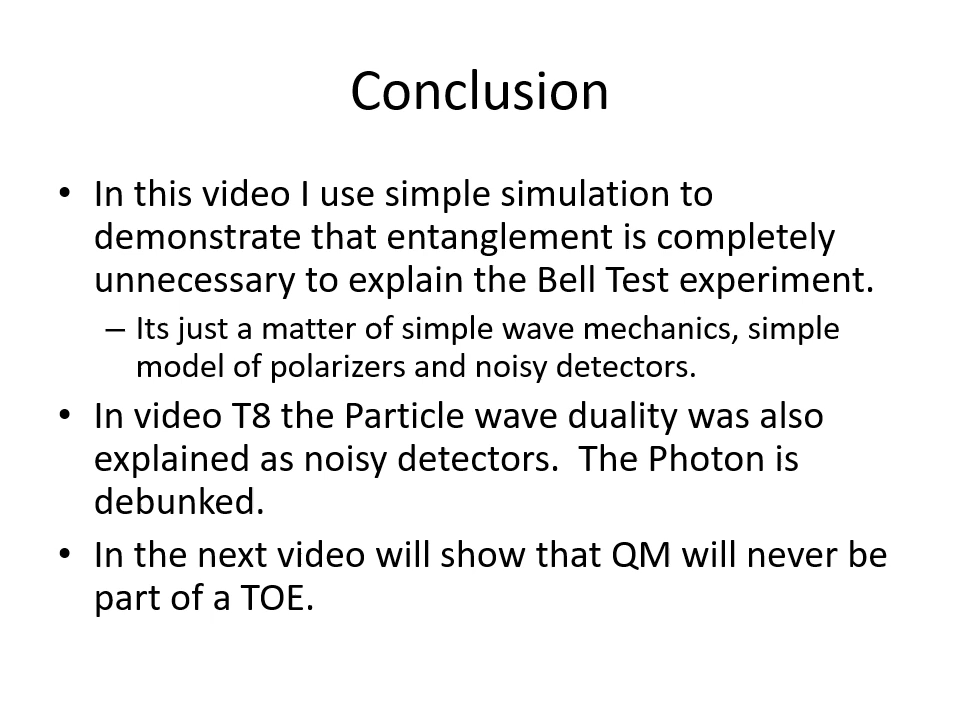 Conclusion
• In this video I use simple simulation to
demonstrate that entanglement is completely
unnecessary to explain the Bell Test experiment.
– Its just a matter of simple wave mechanics, simple
model of polarizers and noisy detectors.
• In video T8 the Particle wave duality was also
explained as noisy detectors.  The Photon is
debunked.
• In the next video will show that QM will never be
part of a TOE.